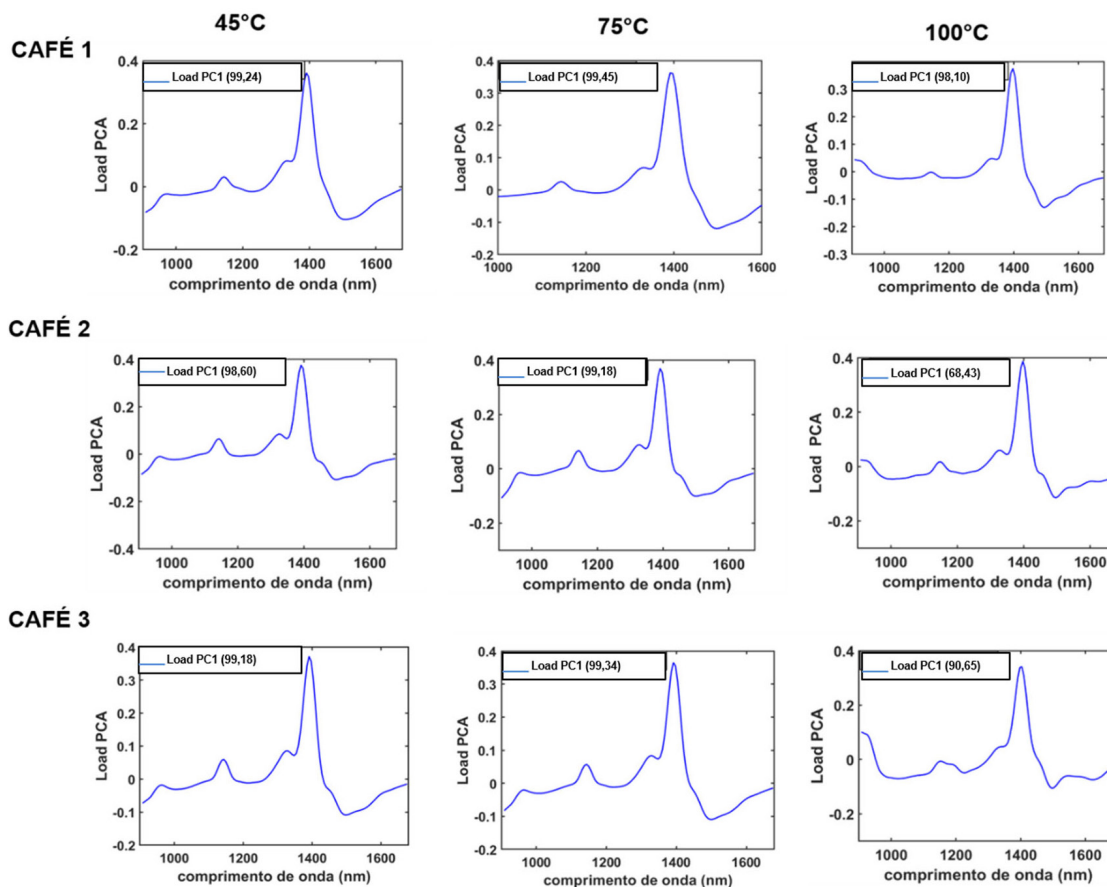 45°C
75°C
100°C
CAFÉ 1
Load PC1 (99,24)
Load PCA
0.4
0.2
0
-0.2
1000 1200 1400 1600
comprimento de onda (nm)
Load PC1 (99,45)
Load PCA
0.4
0.3
0.2
0.1
0
-0.1
-0.2
1000 1200 1400 1600
comprimento de onda (nm)
Load PC1 (98,10)
Load PCA
0.3
0.2
0.1
0
-0.1
-0.2
-0.3
1000 1200 1400 1600
comprimento de onda (nm)
CAFÉ 2
Load PC1 (98,60)
Load PCA
0.4
0.2
0
-0.2
-0.4
1000 1200 1400 1600
comprimento de onda (nm)
Load PC1 (99,18)
Load PCA
0.4
0.2
0
-0.2
1000 1200 1400 1600
comprimento de onda (nm)
Load PC1 (68,43)
Load PCA
0.4
0.2
0
-0.2
1000 1200 1400 1600
comprimento de onda (nm)
CAFÉ 3
Load PC1 (99,18)
Load PCA
0.4
0.3
0.2
0.1
0
-0.1
-0.2
1000 1200 1400 1600
comprimento de onda (nm)
Load PC1 (99,34)
Load PCA
0.4
0.3
0.2
0.1
0
-0.1
-0.2
1000 1200 1400 1600
comprimento de onda (nm)
Load PC1 (90,65)
Load PCA
0.4
0.2
0
-0.2
1000 1200 1400 1600
comprimento de onda (nm)